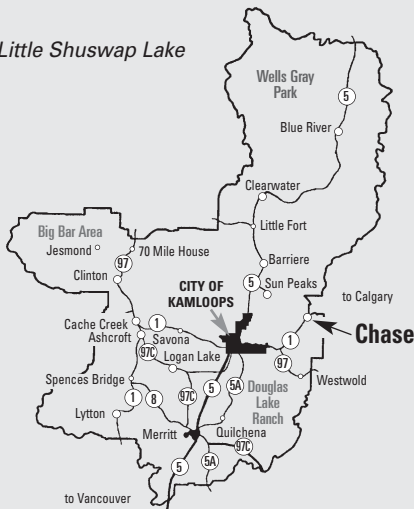 Little Shuswap Lake
Wells Gray
Park
5
Blue River
Clearwater
Little Fort
Big Bar Area
Jesmond
70 Mile House
97
Clinton
Barriere
5
Sun Peaks
CITY OF
KAMLOOPS
to Calgary
Cache Creek
1
Ashcroft
Savona
97C
Logan Lake
1
Chase
97
Westwold
Spences Bridge
5
5A
Douglas
Lake
Ranch
97C
1
8
Lytton
Merritt
Quilchena
97C
5
5A
to Vancouver